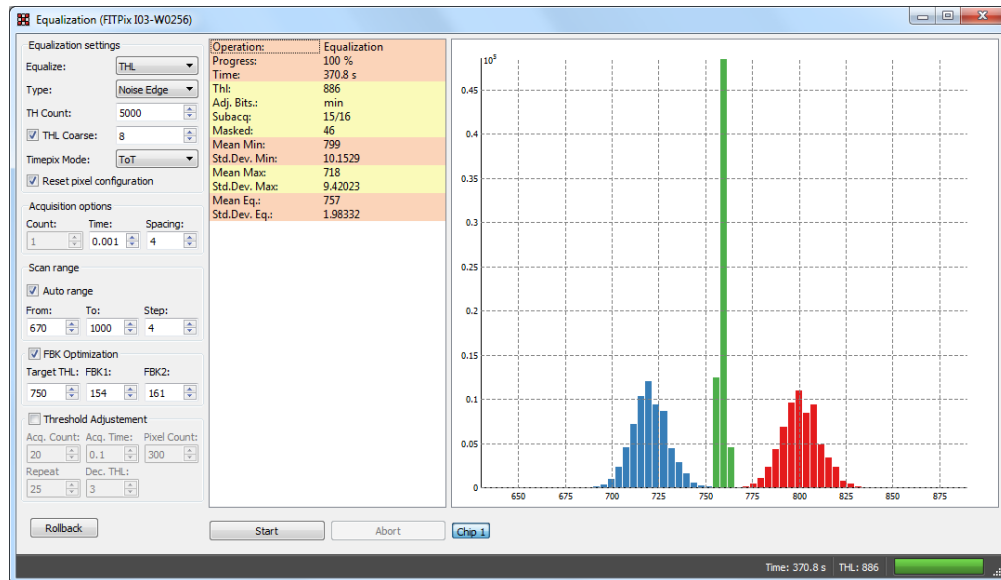 Equalization (FITPix I03-W0256)
Equalization settings
Equalize: THL
Type: Noise Edge
TH Count: 5000
THL Coarse: 8
Timepix Mode: ToT
Reset pixel configuration
Acquisition options
Count: Time: Spacing:
1 0.001 4
Scan range
Auto range
From: To: Step:
670 1000 4
FBK Optimization
Target THL: FBK1: FBK2:
750 154 161
Threshold Adjustement
Acq. Count: Acq. Time: Pixel Count:
20 0.1 300
Repeat Dec. THL:
25 3
Rollback
Operation: Equalization
Progress: 100 %
Time: 370.8 s
Thl: 886
Adj. Bits.: min
Subacq: 15/16
Masked: 46
Mean Min: 799
Std.Dev. Min: 10.1529
Mean Max: 718
Std.Dev. Max: 9.42023
Mean Eq.: 757
Std.Dev. Eq.: 1.98332
Start Abort Chip 1
10^5
0.45
0.4
0.35
0.3
0.25
0.2
0.15
0.1
0.05
0
650 675 700 725 750 775 800 825 850 875
Time: 370.8 s THL: 886